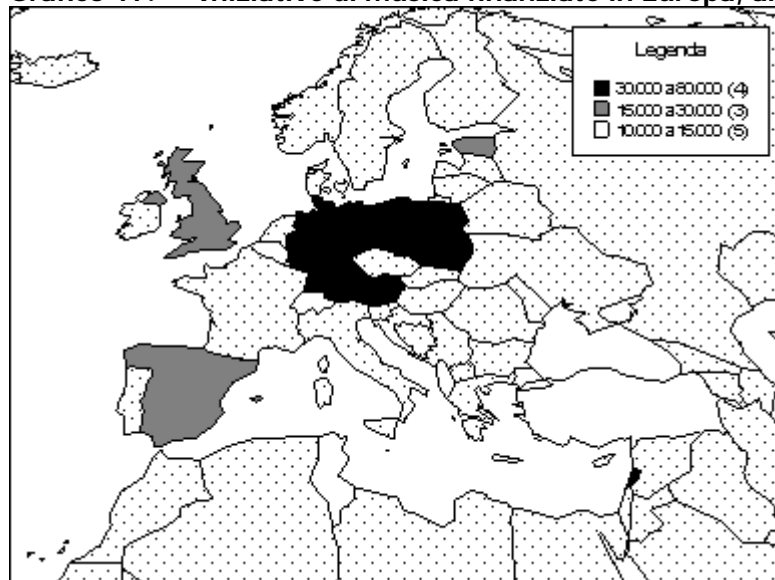 Grafico Iniziative di musica finanziate in Europa,
Legenda
30.000 a 80.000 (4)
15.000 a 30.000 (3)
10.000 a 15.000 (5)